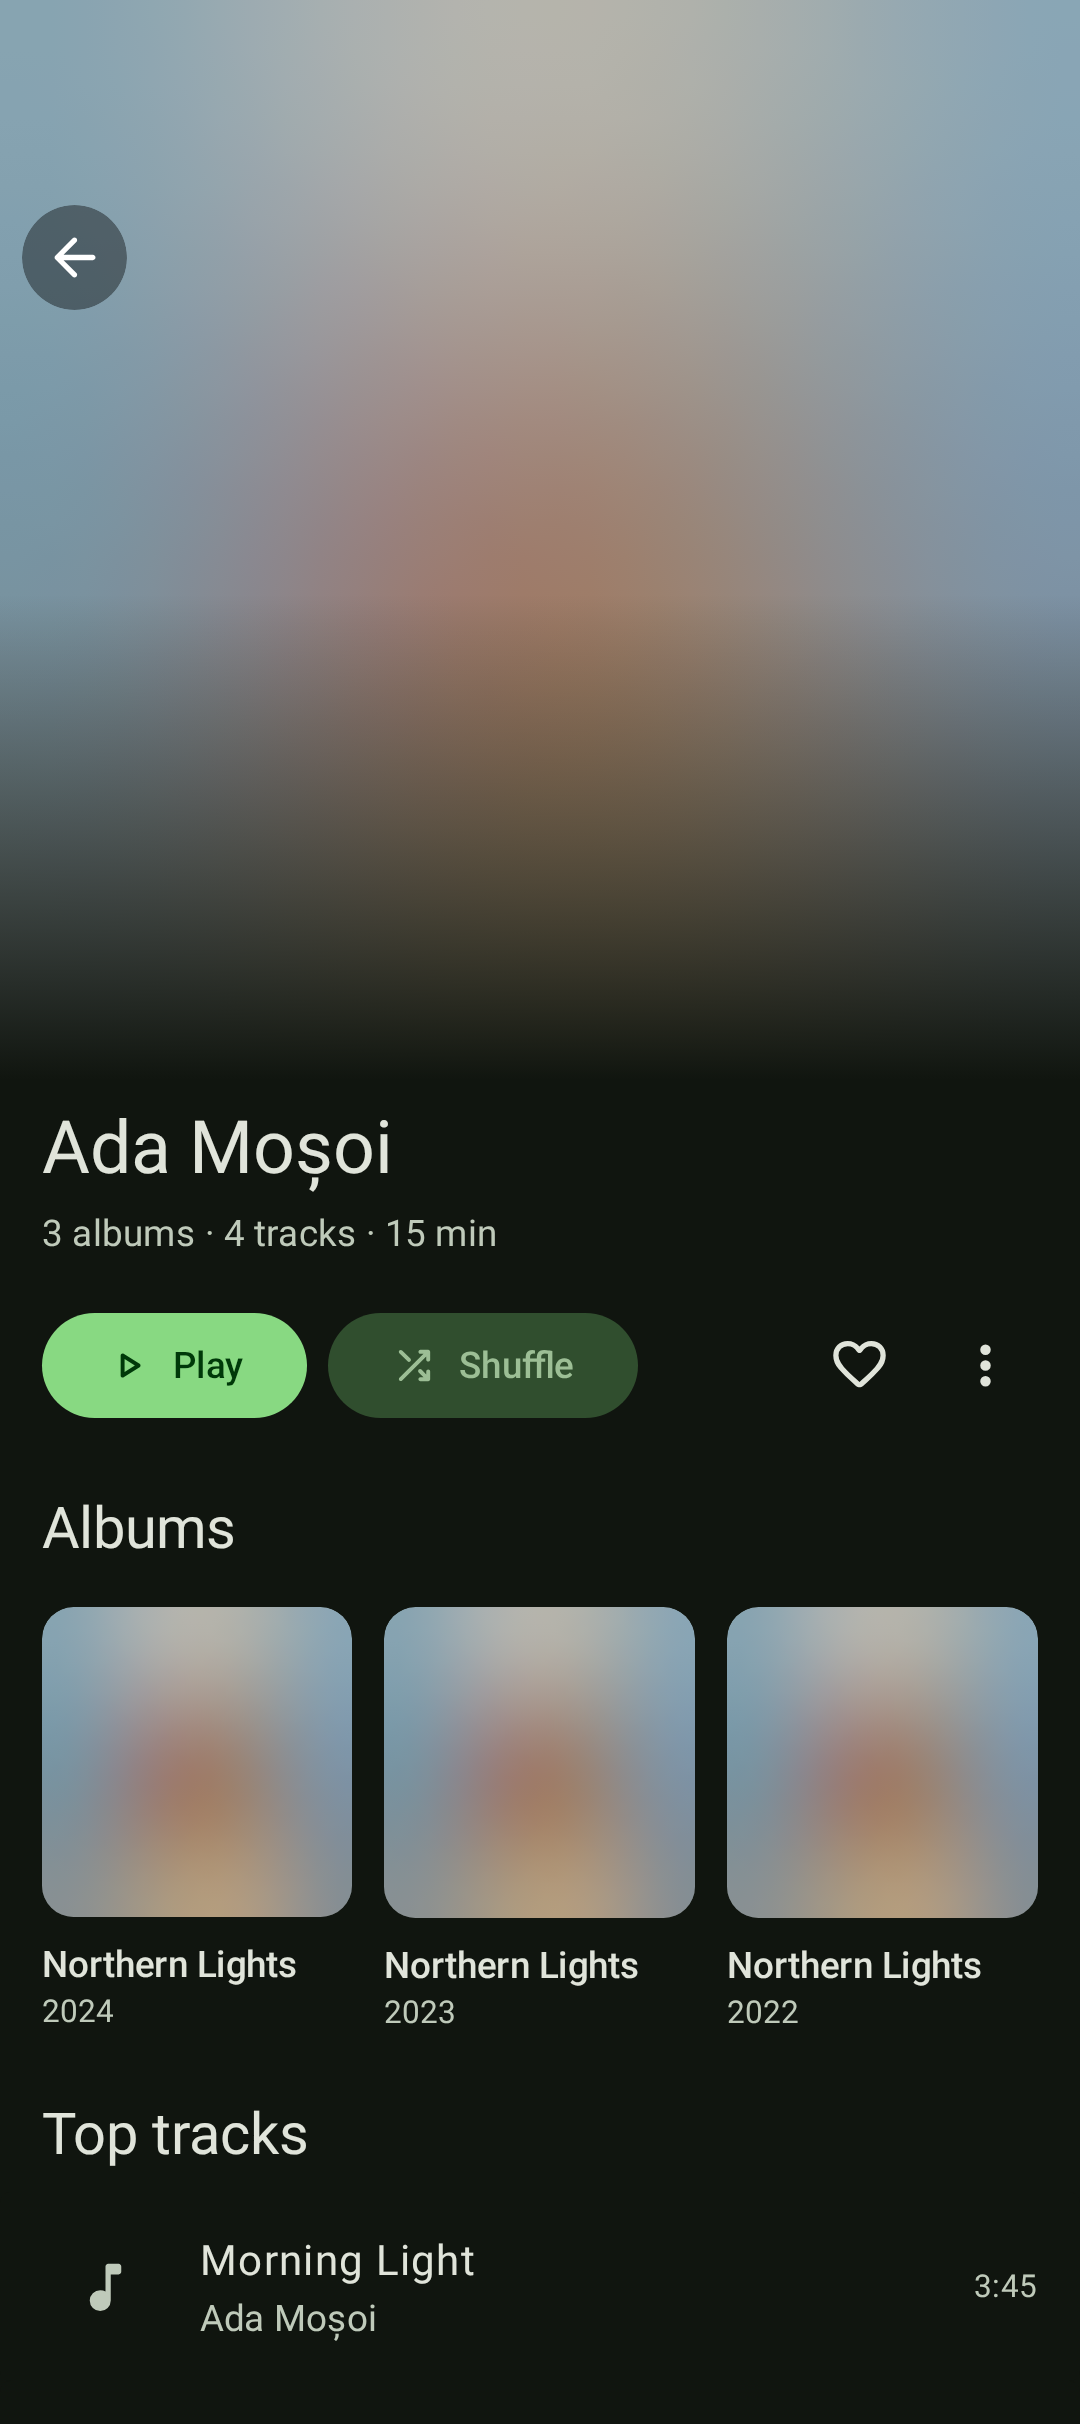 Ada Moșoi
3 albums · 4 tracks · 15 min
Play
Shuffle
Albums
Northern Lights
2024
Northern Lights
2023
Northern Lights
2022
Top tracks
Morning Light
Ada Moșoi
3:45